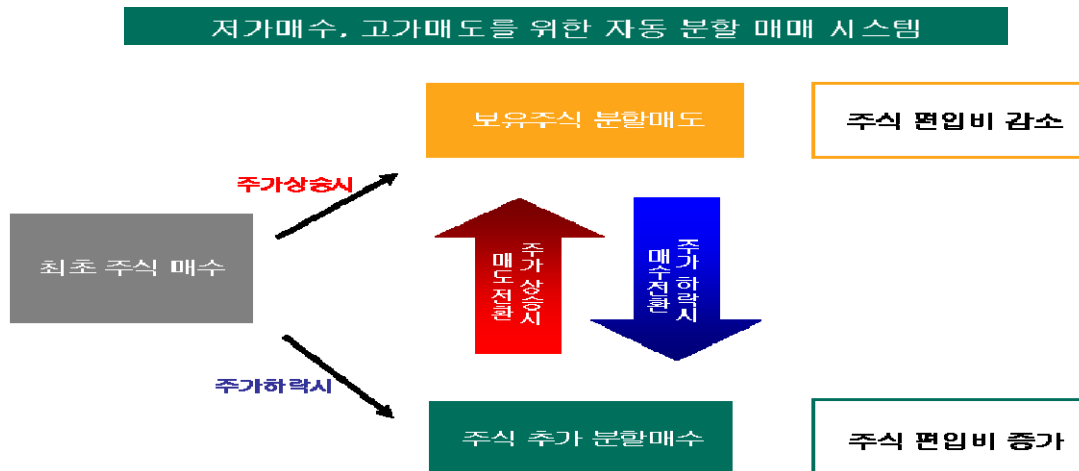 저가매수, 고가매도를 위한 자동 분할 매매 시스템
보유주식 분할매도
주식 편입비 감소
주가상승시
최초 주식 매수
주가 상승시
매도전환
주가 하락시
매수전환
주가하락시
주식 추가 분할매수
주식 편입비 증가